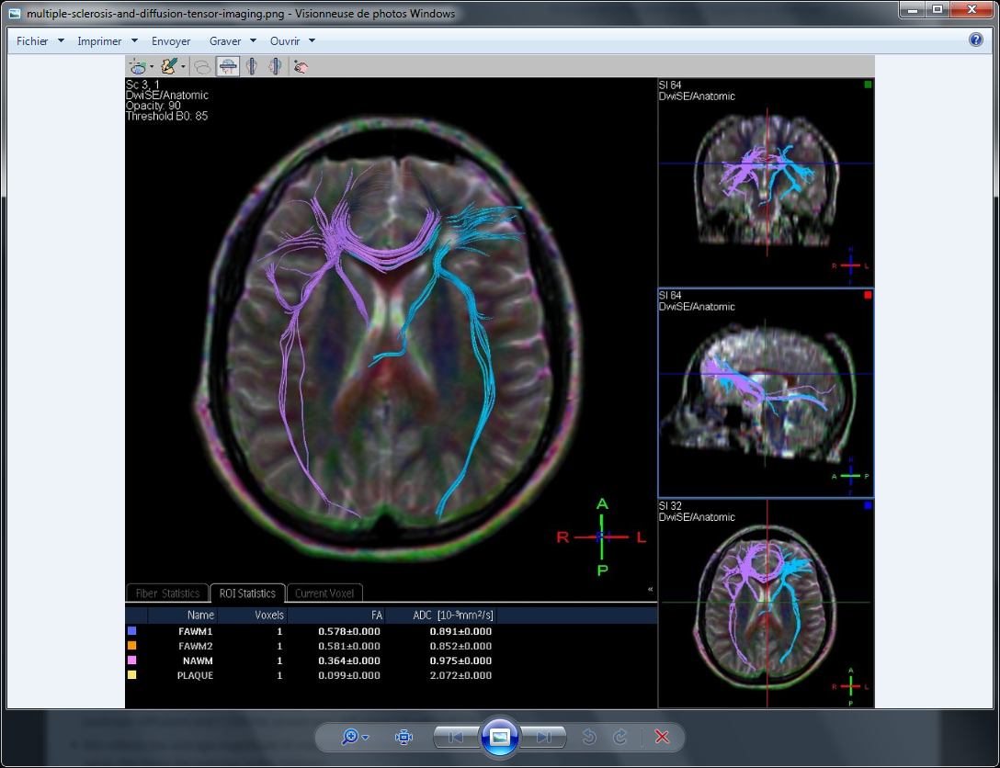 multiple-sclerosis-and-diffusion-tensor-imaging.png - Visionneuse de photos Windows
Fichier Imprimer Envoyer Graver Ouvrir
Sc 3, 1
DwiSE/Anatomic
Opacity: 90
Threshold B0: 85
A
R L
P
SI 64
DwiSE/Anatomic
H
R L
SI 64
DwiSE/Anatomic
H
A P
SI 32
DwiSE/Anatomic
A
R L
P
Fiber Statistics ROI Statistics Current Voxel «
Name Voxels FA ADC [10-³mm²/s]
FAWM1 1 0.578±0.000 0.891±0.000
FAWM2 1 0.581±0.000 0.852±0.000
NAWM 1 0.364±0.000 0.975±0.000
PLAQUE 1 0.099±0.000 2.072±0.000